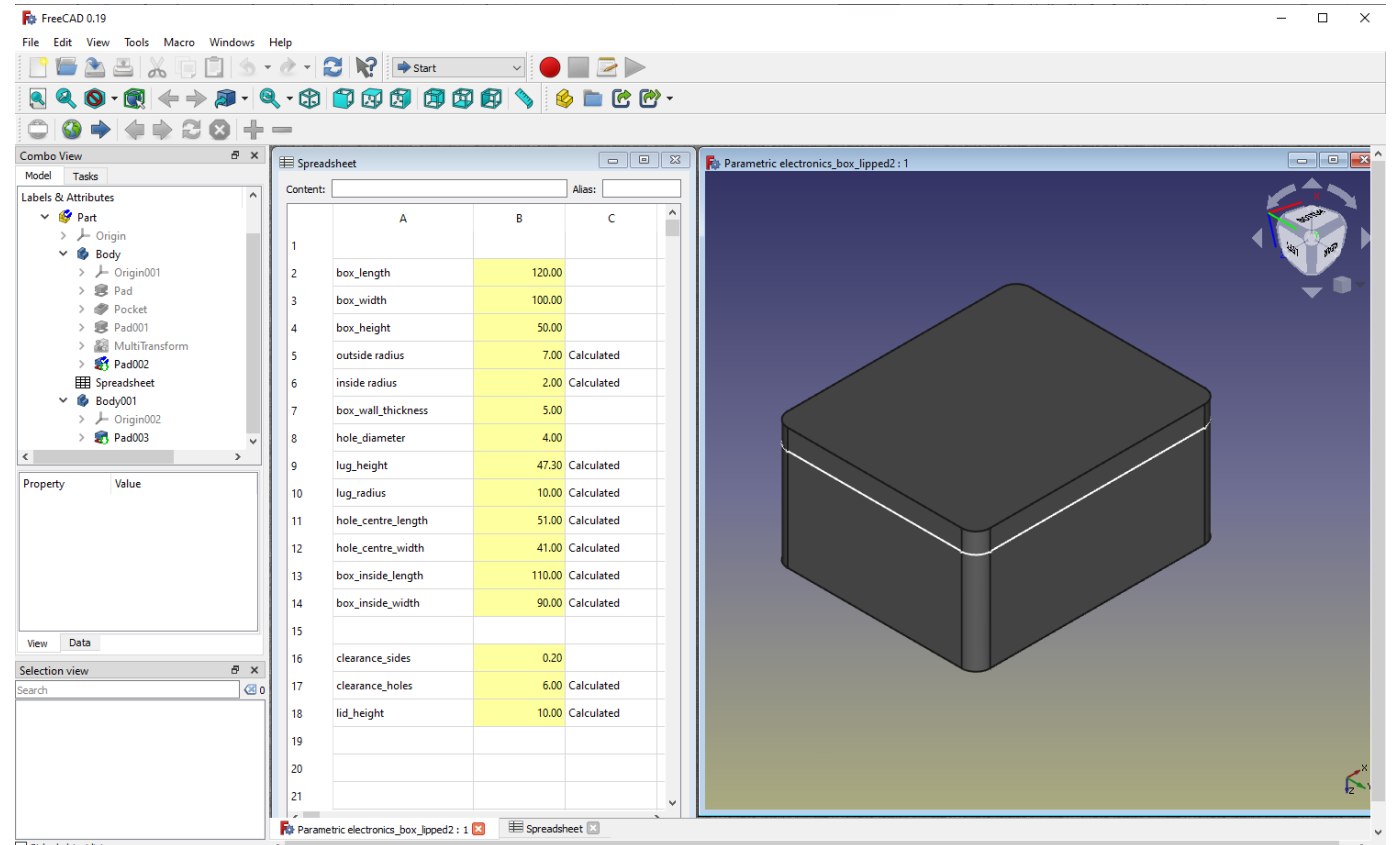 FreeCAD 0.19
File Edit View Tools Macro Windows Help
Start
Combo View
Model Tasks
Labels & Attributes
Part
Origin
Body
Origin001
Pad
Pocket
Pad001
MultiTransform
Pad002
Spreadsheet
Body001
Origin002
Pad003
Property Value
View Data
Selection view
Search
0
Spreadsheet
Content: Alias:
A B C
1
2 box_length 120.00
3 box_width 100.00
4 box_height 50.00
5 outside radius 7.00 Calculated
6 inside radius 2.00 Calculated
7 box_wall_thickness 5.00
8 hole_diameter 4.00
9 lug_height 47.30 Calculated
10 lug_radius 10.00 Calculated
11 hole_centre_length 51.00 Calculated
12 hole_centre_width 41.00 Calculated
13 box_inside_length 110.00 Calculated
14 box_inside_width 90.00 Calculated
15
16 clearance_sides 0.20
17 clearance_holes 6.00 Calculated
18 lid_height 10.00 Calculated
19
20
21
Parametric electronics_box_lipped2 : 1
BOTTOM
X
Z
Parametric electronics_box_lipped2 : 1 Spreadsheet